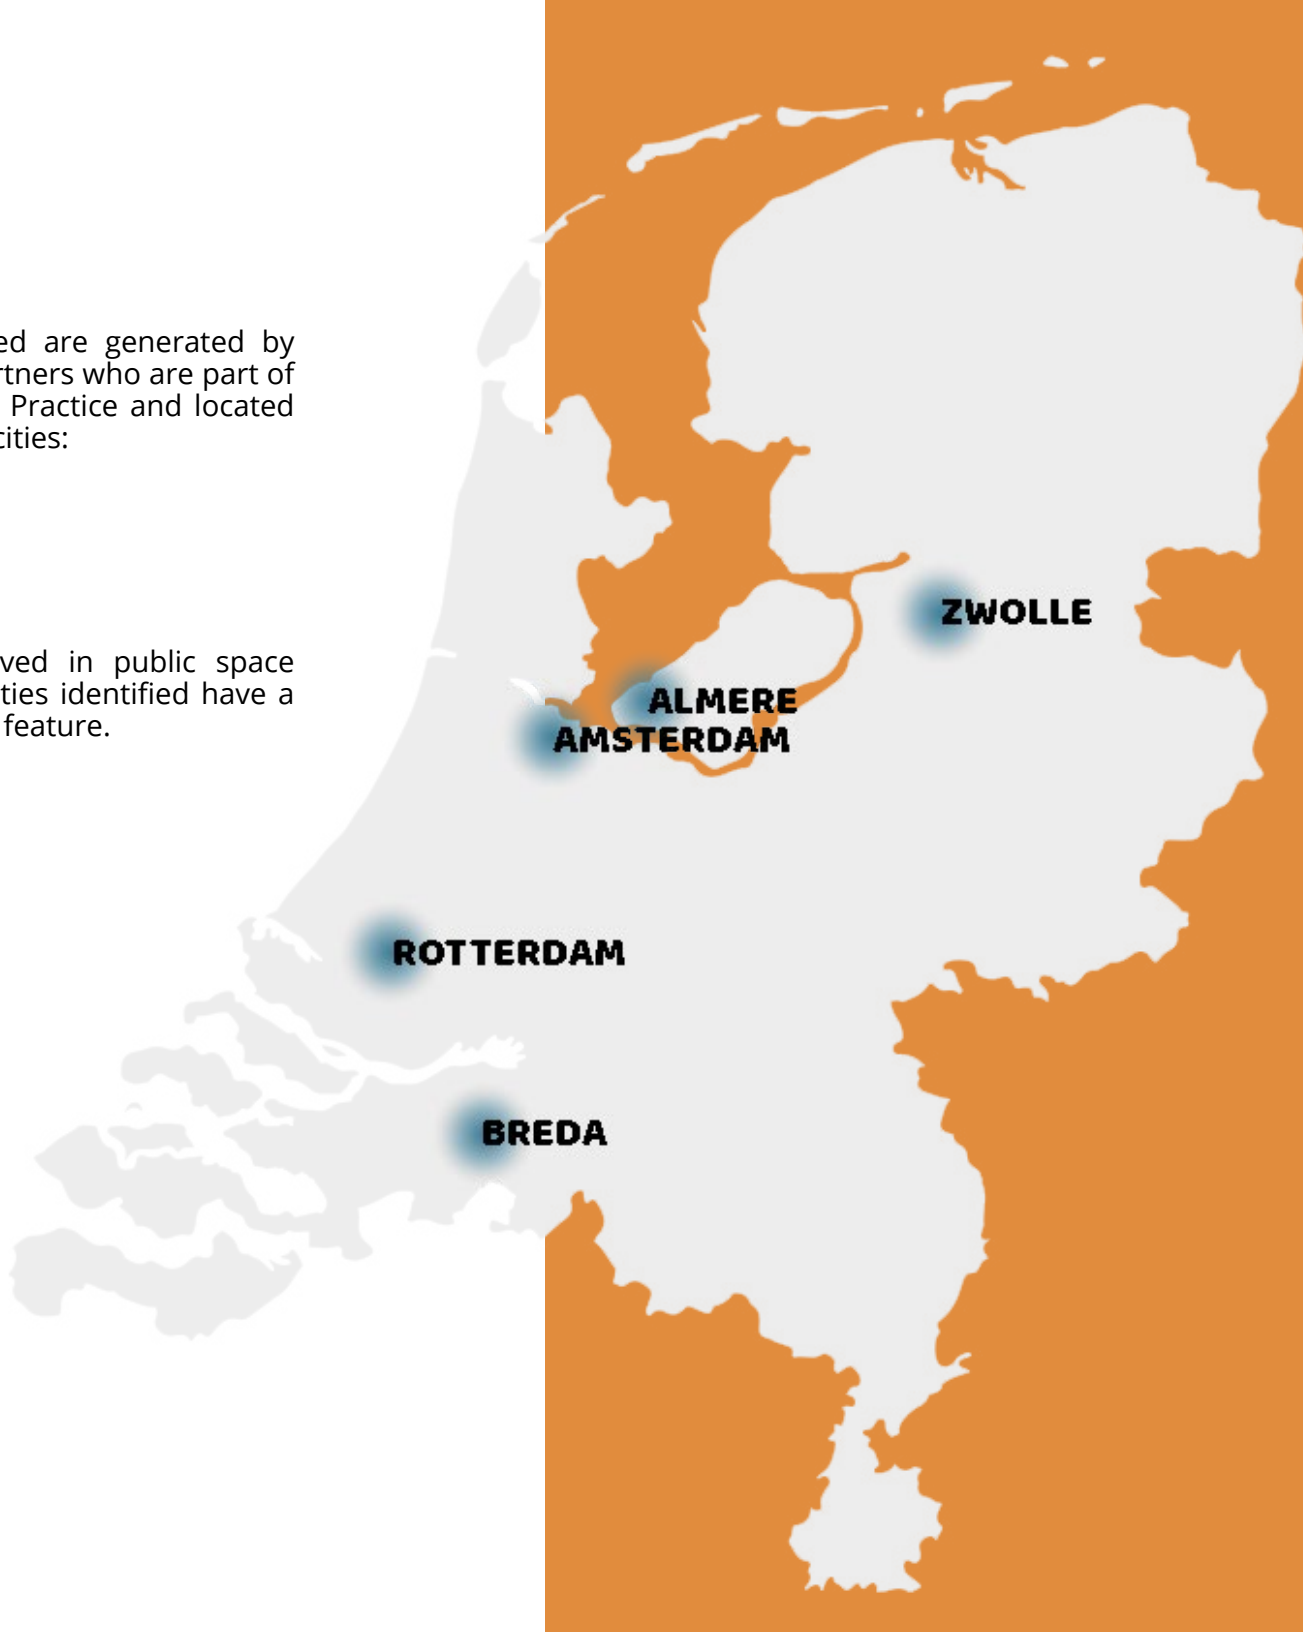 ed are generated by
rtners who are part of
Practice and located
cities:
ved in public space
ties identified have a
feature.
ZWOLLE
ALMERE
AMSTERDAM
ROTTERDAM
BREDA